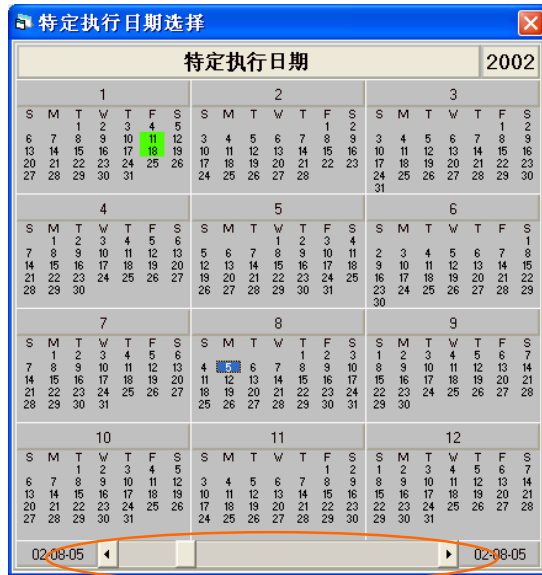 特定执行日期选择
特定执行日期 2002
1
S M T W T F S
1 2 3 4 5
6 7 8 9 10 11 12
13 14 15 16 17 18 19
20 21 22 23 24 25 26
27 28 29 30 31
2
S M T W T F S
1 2
3 4 5 6 7 8 9
10 11 12 13 14 15 16
17 18 19 20 21 22 23
24 25 26 27 28
3
S M T W T F S
1 2
3 4 5 6 7 8 9
10 11 12 13 14 15 16
17 18 19 20 21 22 23
24 25 26 27 28 29 30
31
4
S M T W T F S
1 2 3 4 5 6
7 8 9 10 11 12 13
14 15 16 17 18 19 20
21 22 23 24 25 26 27
28 29 30
5
S M T W T F S
1 2 3 4
5 6 7 8 9 10 11
12 13 14 15 16 17 18
19 20 21 22 23 24 25
26 27 28 29 30 31
6
S M T W T F S
1
2 3 4 5 6 7 8
9 10 11 12 13 14 15
16 17 18 19 20 21 22
23 24 25 26 27 28 29
30
7
S M T W T F S
1 2 3 4 5 6
7 8 9 10 11 12 13
14 15 16 17 18 19 20
21 22 23 24 25 26 27
28 29 30 31
8
S M T W T F S
1 2 3
4 5 6 7 8 9 10
11 12 13 14 15 16 17
18 19 20 21 22 23 24
25 26 27 28 29 30 31
9
S M T W T F S
1 2 3 4 5 6 7
8 9 10 11 12 13 14
15 16 17 18 19 20 21
22 23 24 25 26 27 28
29 30
10
S M T W T F S
1 2 3 4 5
6 7 8 9 10 11 12
13 14 15 16 17 18 19
20 21 22 23 24 25 26
27 28 29 30 31
11
S M T W T F S
1 2
3 4 5 6 7 8 9
10 11 12 13 14 15 16
17 18 19 20 21 22 23
24 25 26 27 28 29 30
12
S M T W T F S
1 2 3 4 5 6 7
8 9 10 11 12 13 14
15 16 17 18 19 20 21
22 23 24 25 26 27 28
29 30 31
02-08-05 02-08-05